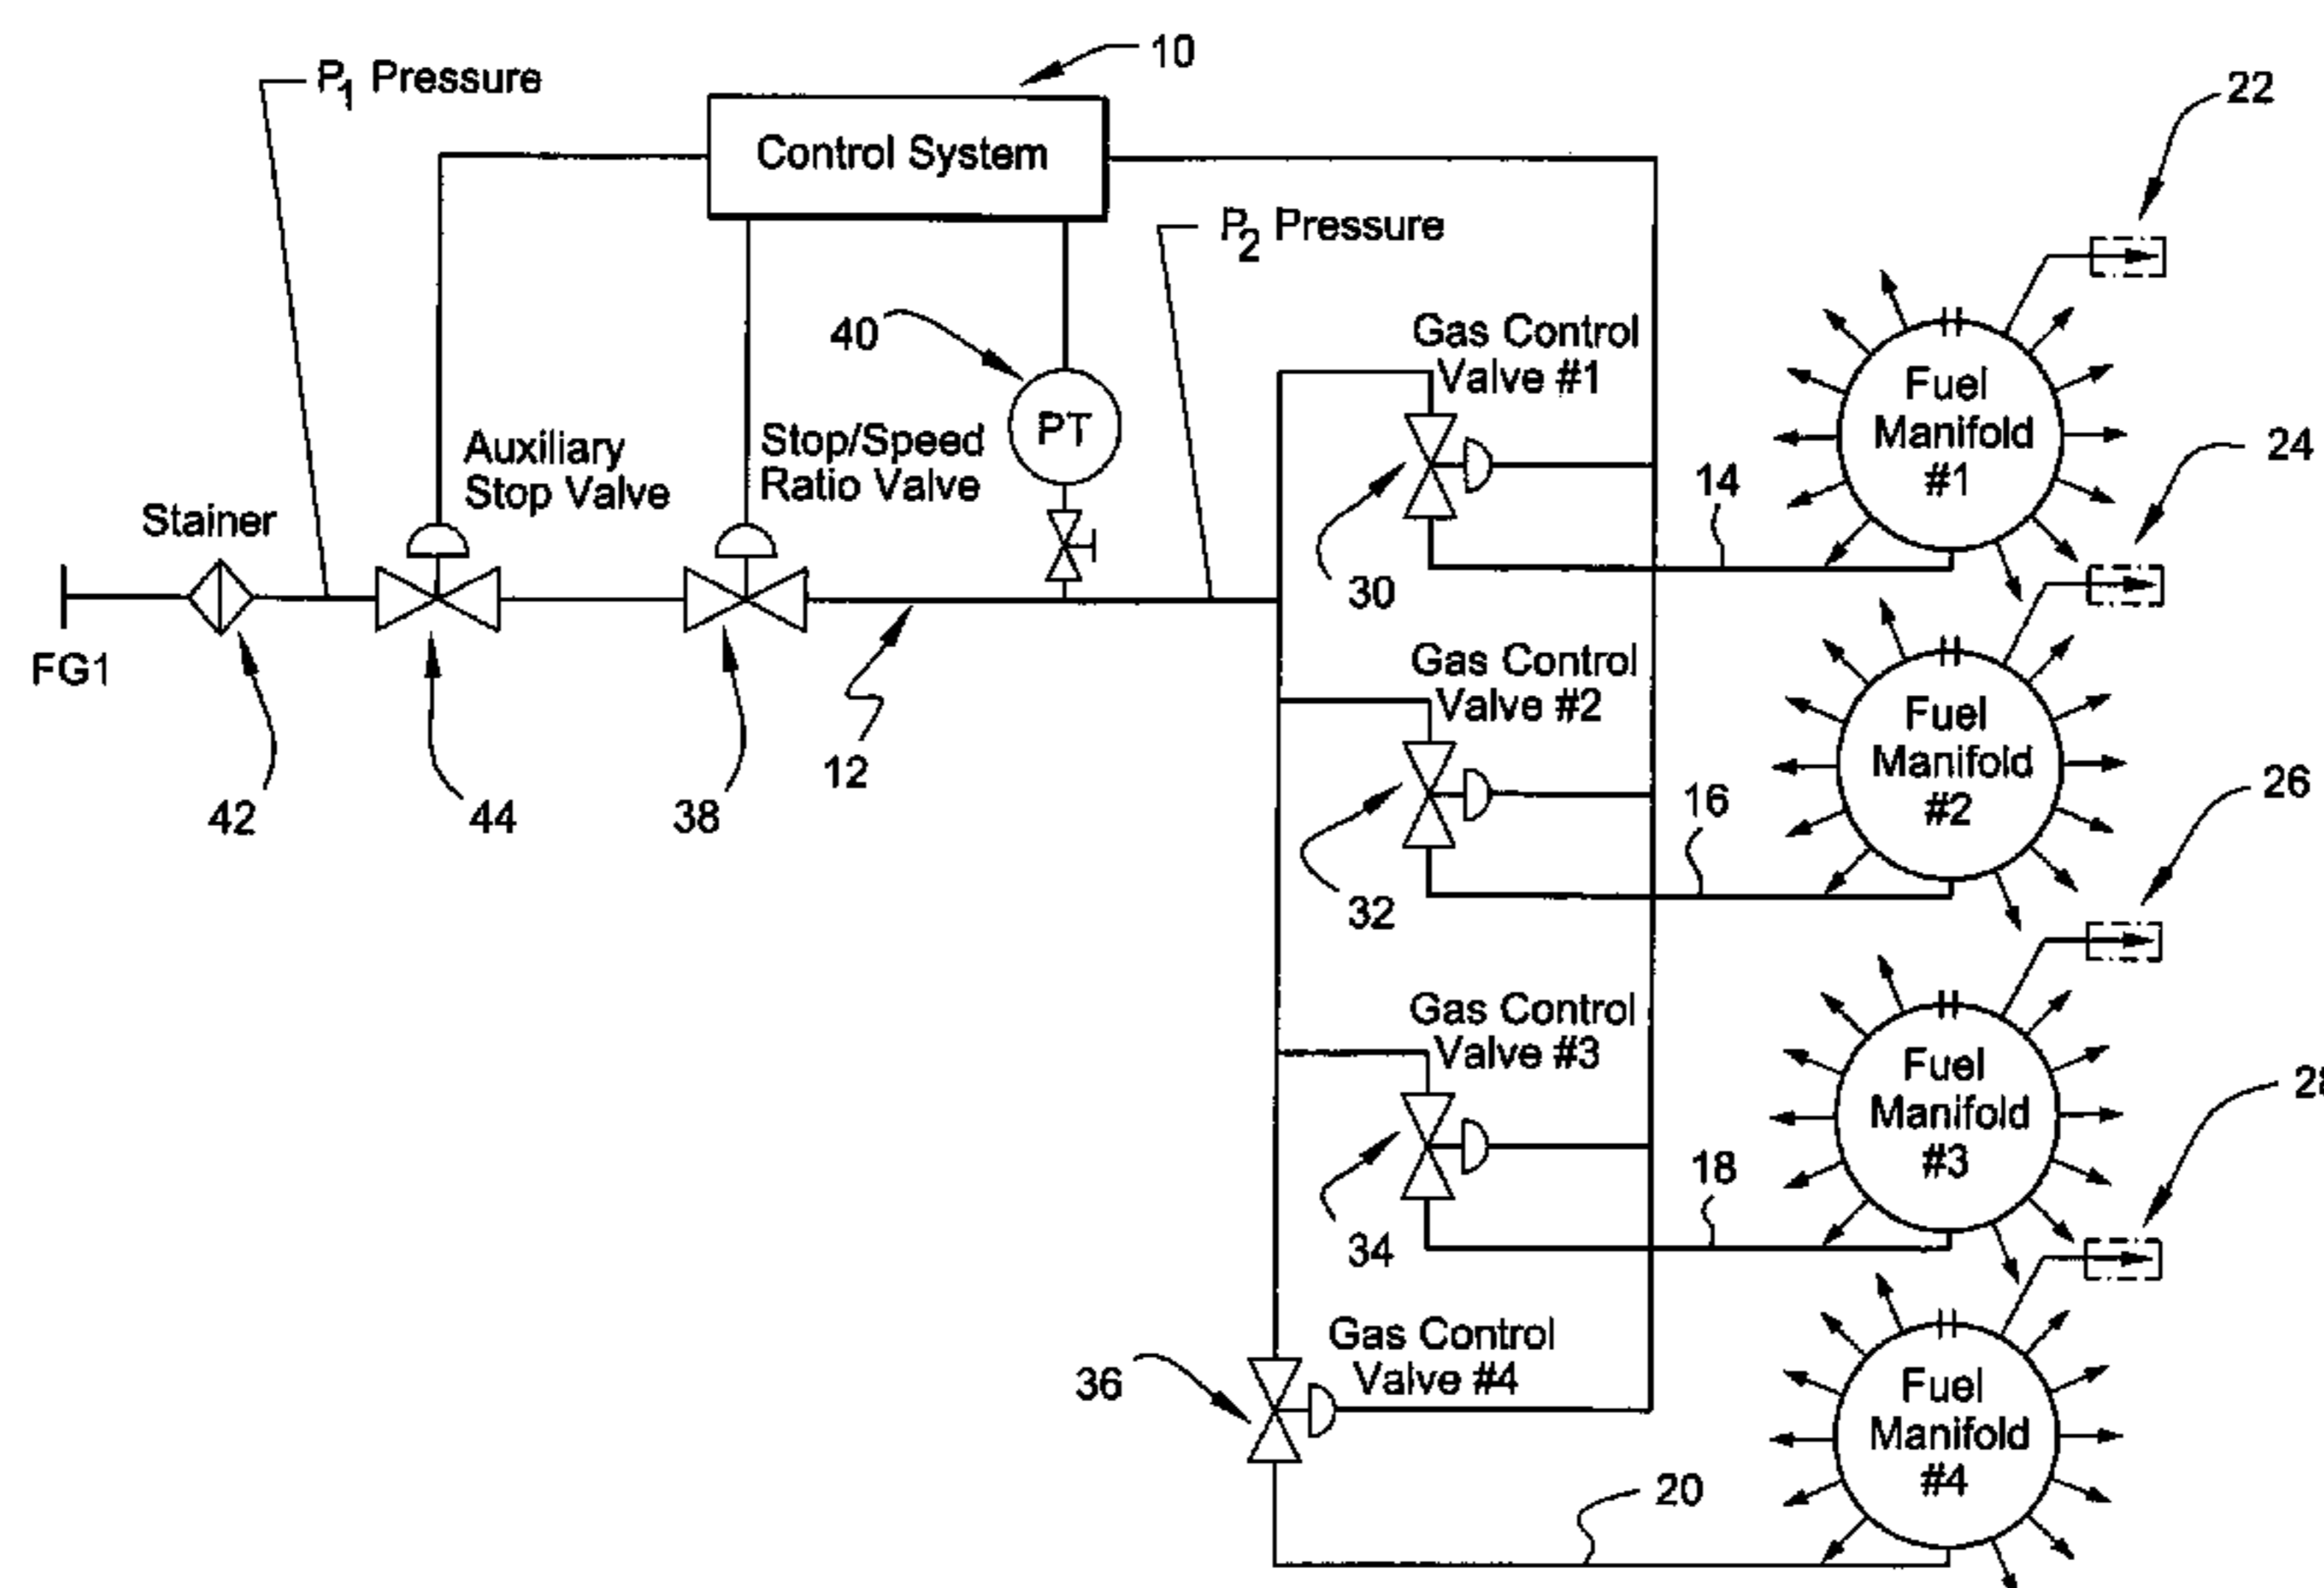 10
P1 Pressure
22
Control System
P2 Pressure
40
Gas Control
Valve #1
Fuel
Manifold
#1
24
PT
Auxiliary
Stop Valve
Stop/Speed
Ratio Valve
14
Stainer
30
FG1
Gas Control
Valve #2
Fuel
Manifold
#2
12
26
42
44
38
16
32
Gas Control
Valve #3
Fuel
Manifold
#3
18
34
Gas Control
Valve #4
36
Fuel
Manifold
#4
20